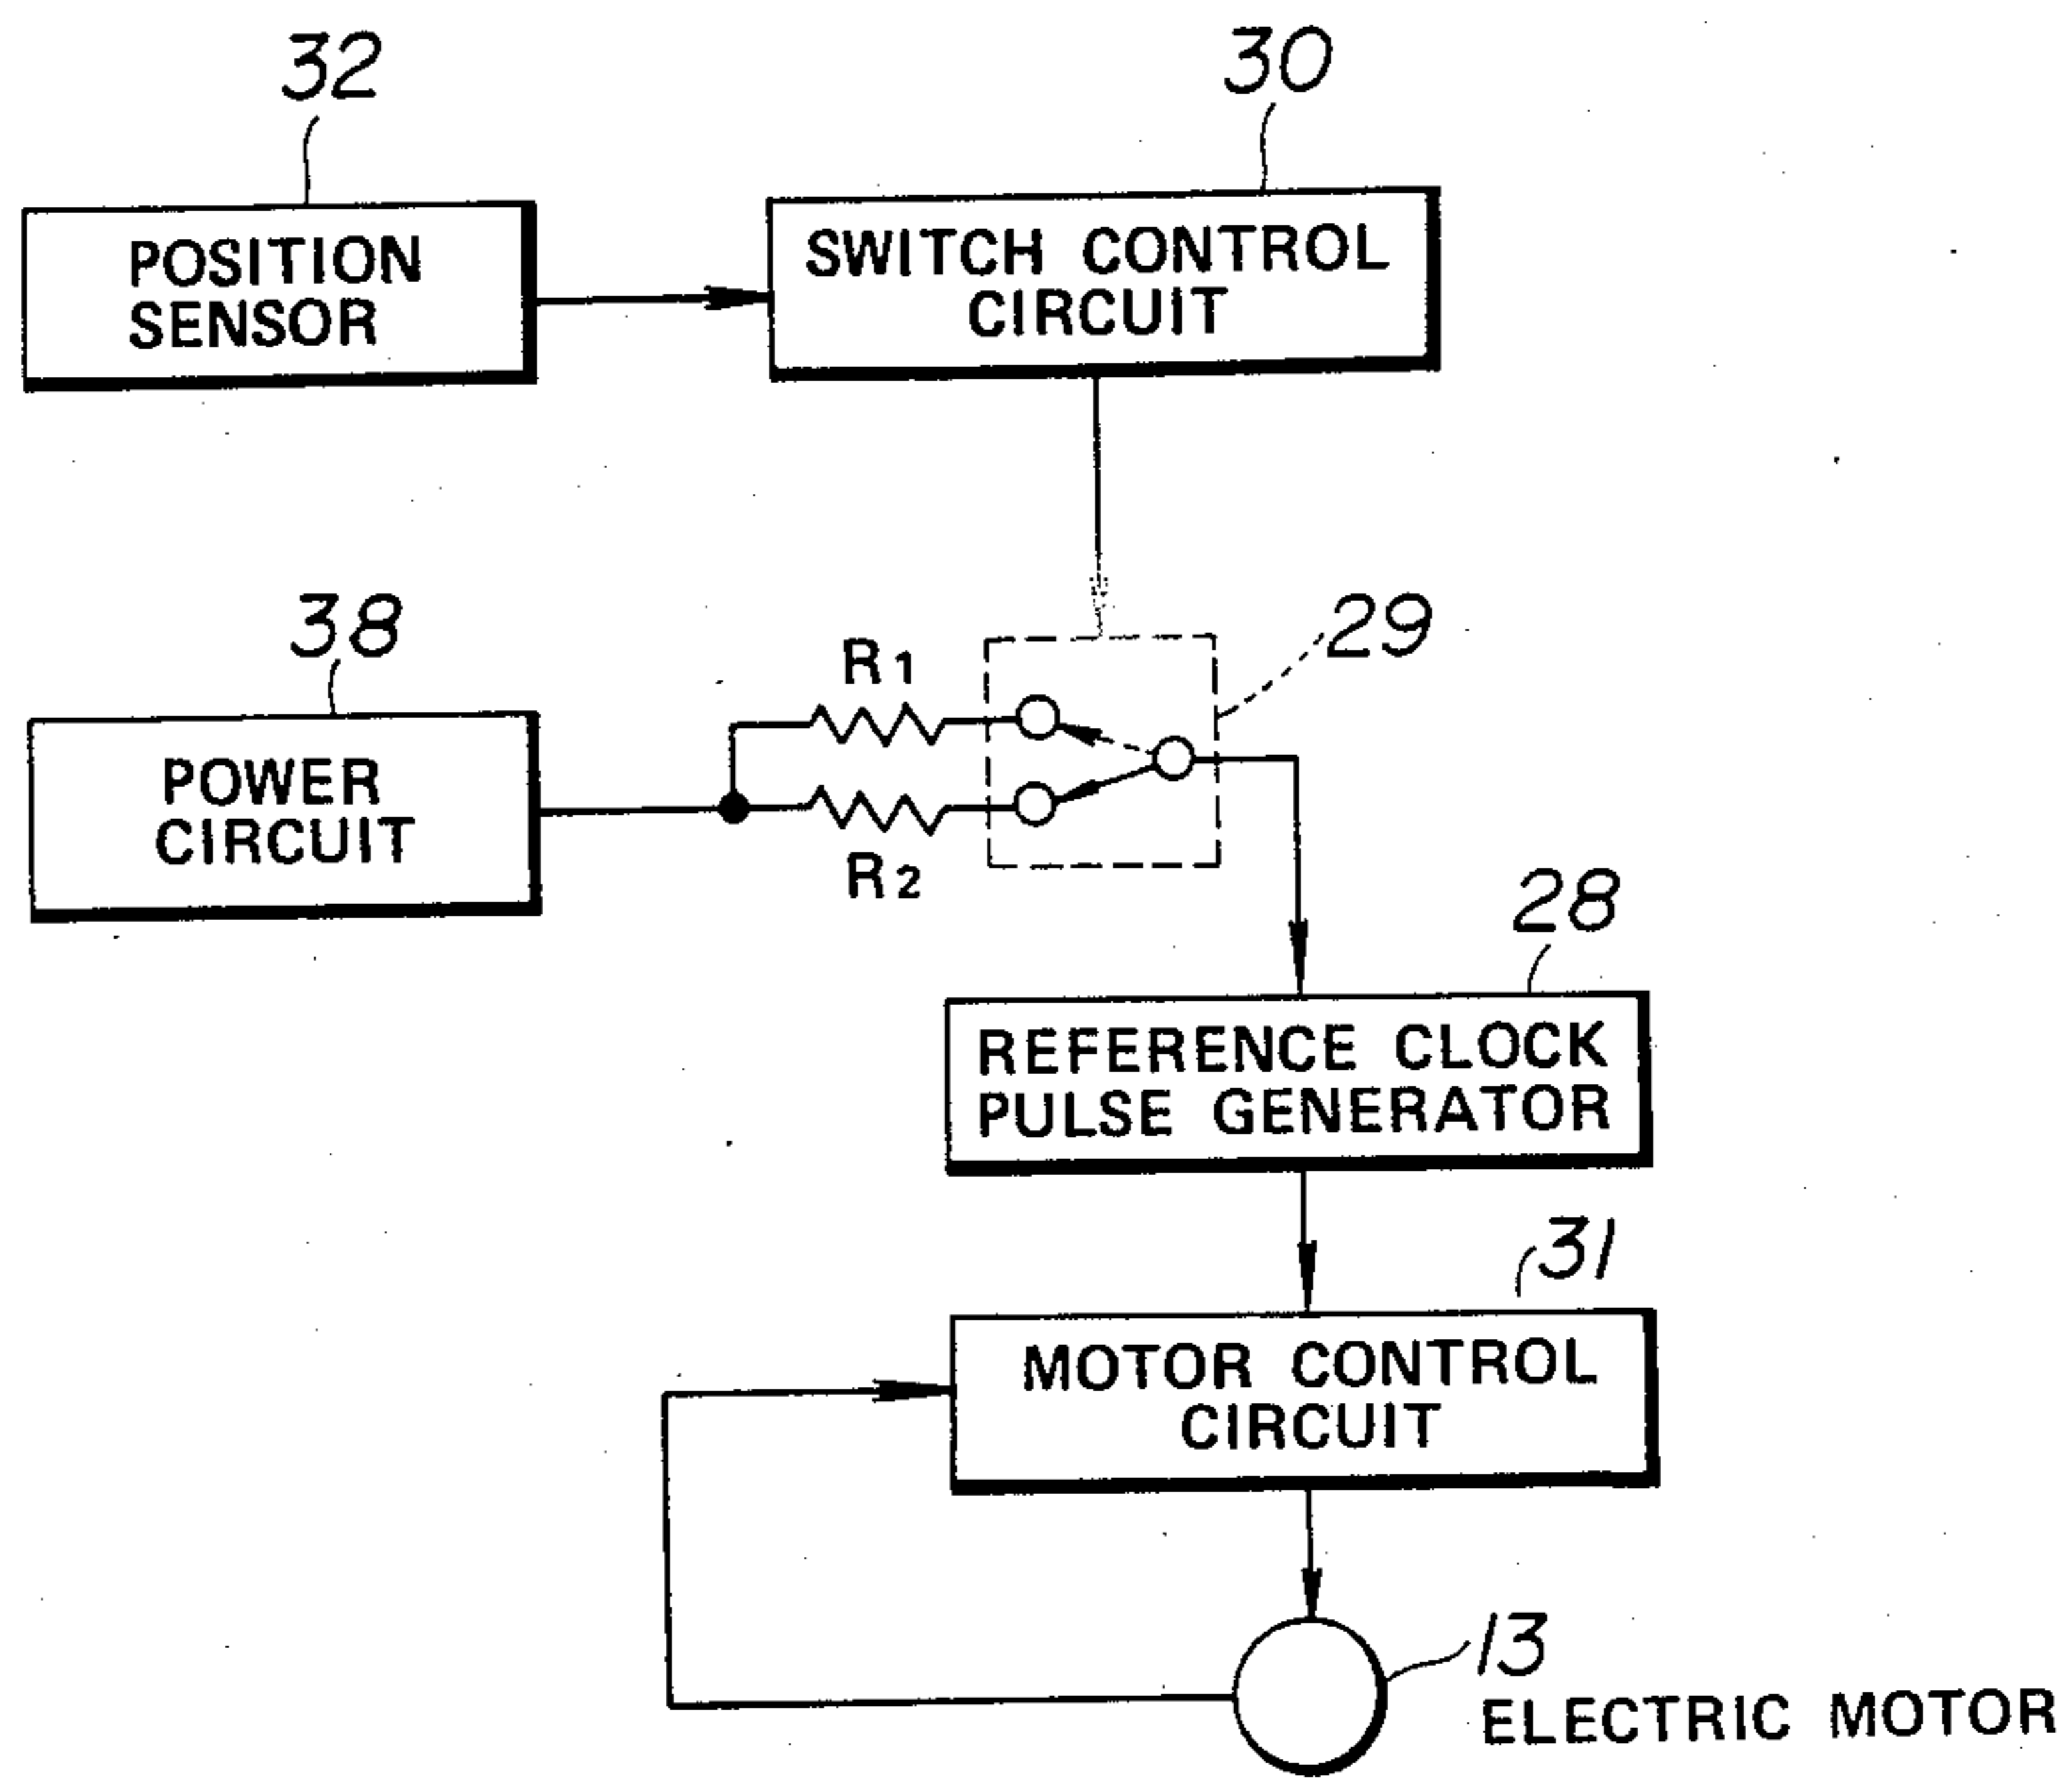 32
30
POSITION
SENSOR
SWITCH CONTROL
CIRCUIT
38
R1
29
POWER
CIRCUIT
R2
28
REFERENCE CLOCK
PULSE GENERATOR
31
MOTOR CONTROL
CIRCUIT
13
ELECTRIC MOTOR